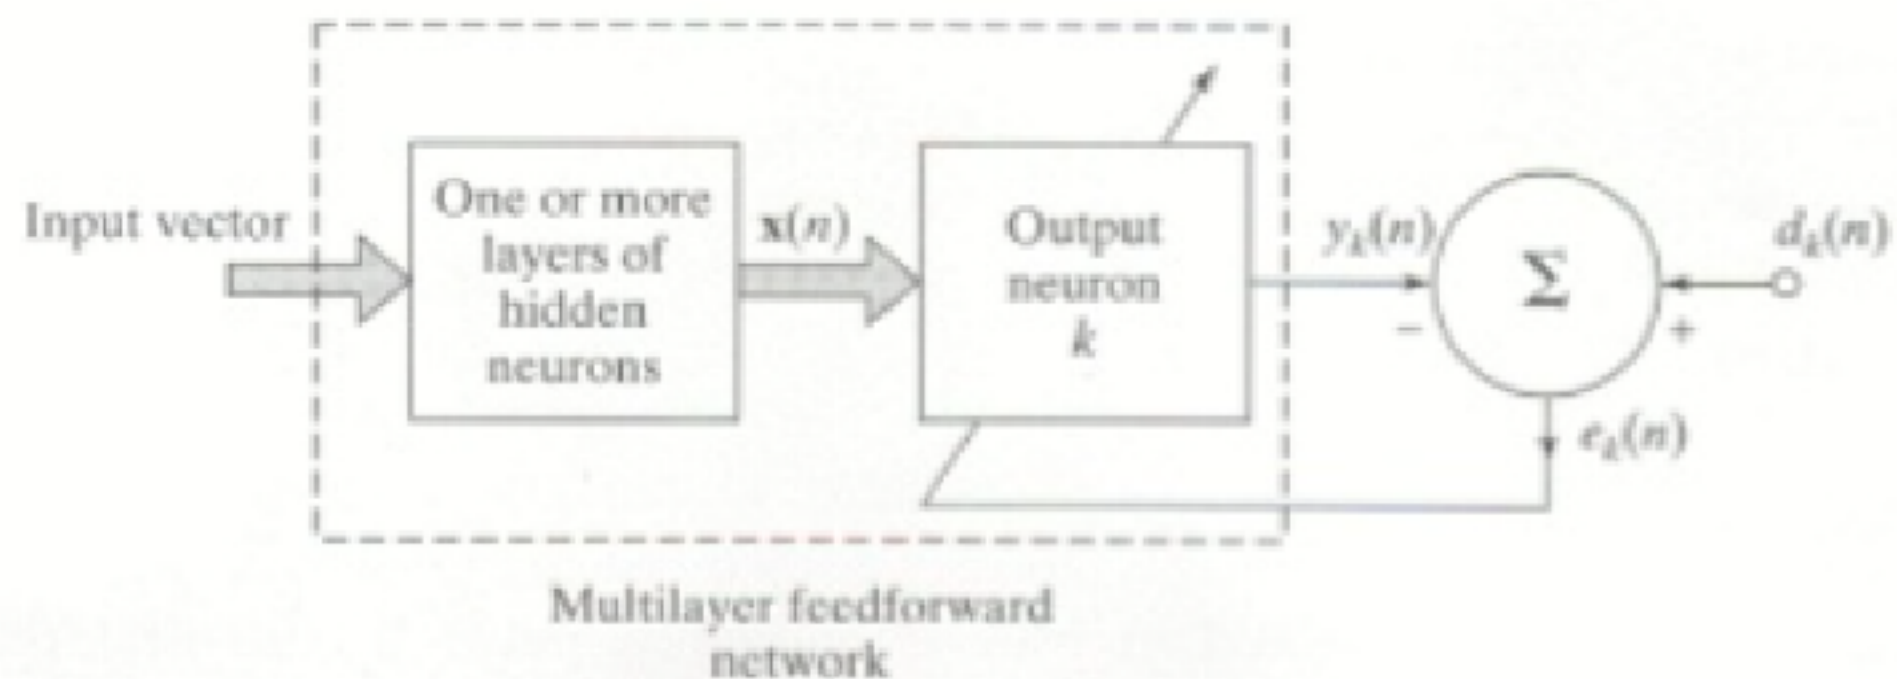 Input vector
One or more
layers of
hidden
neurons
x(n)
Output
neuron
k
yₖ(n)
−
Σ
+
dₖ(n)
eₖ(n)
Multilayer feedforward
network